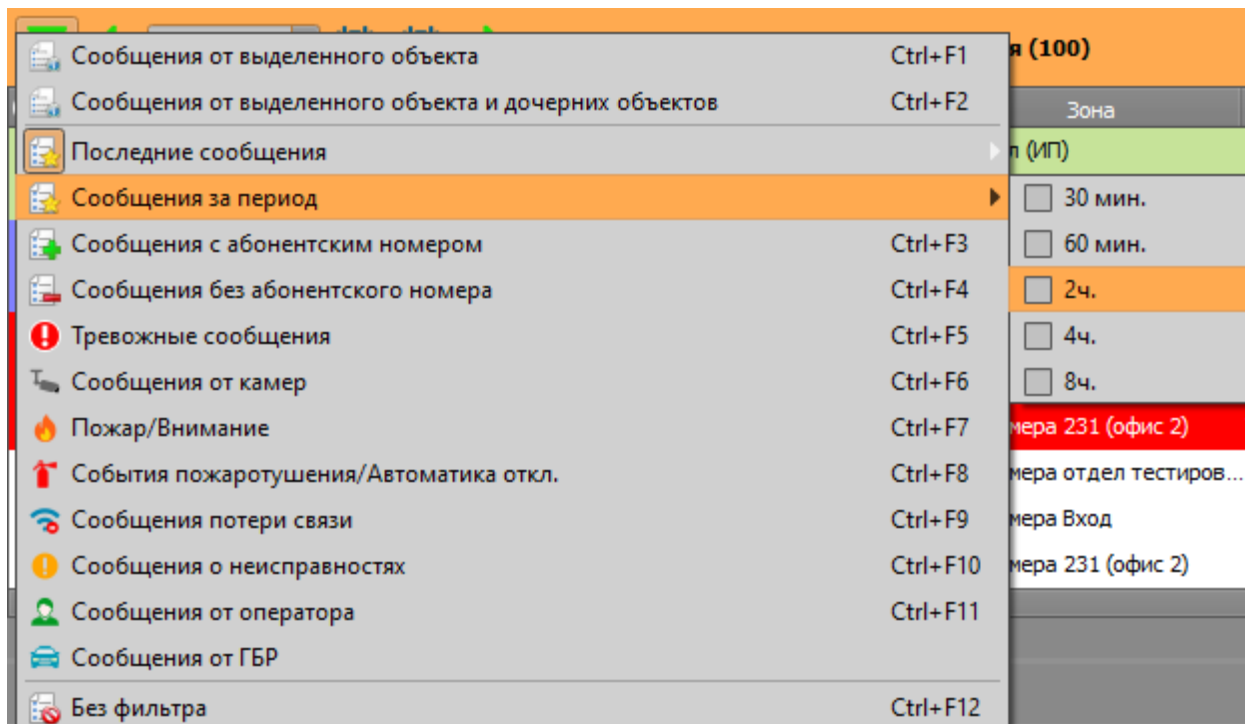 я (100)
Зона
Сообщения от выделенного объекта Ctrl+F1
Сообщения от выделенного объекта и дочерних объектов Ctrl+F2
Последние сообщения
(ИП)
Сообщения за период
30 мин.
Сообщения с абонентским номером Ctrl+F3
60 мин.
Сообщения без абонентского номера Ctrl+F4
2ч.
Тревожные сообщения Ctrl+F5
4ч.
Сообщения от камер Ctrl+F6
8ч.
Пожар/Внимание Ctrl+F7
мера 231 (офис 2)
События пожаротушения/Автоматика откл. Ctrl+F8
мера отдел тестиров...
Сообщения потери связи Ctrl+F9
мера Вход
Сообщения о неисправностях Ctrl+F10
мера 231 (офис 2)
Сообщения от оператора Ctrl+F11
Сообщения от ГБР
Без фильтра Ctrl+F12